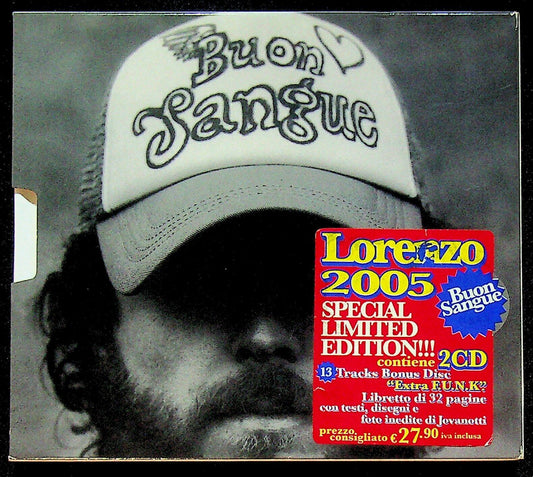 Buon
Sangue
Lorenzo
2005
Buon
Sangue
SPECIAL
LIMITED
EDITION!!!
contiene 2CD
13 Tracks Bonus Disc
"Extra F.U.N.K"
Libretto di 32 pagine
con testi, disegni e
foto inedite di Jovanotti
prezzo
consigliato €27.90 iva inclusa